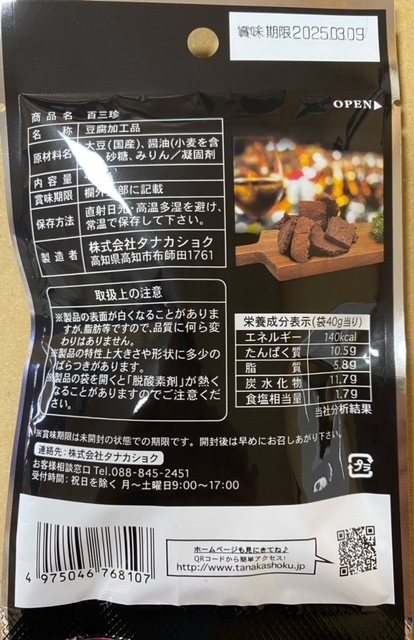 賞味期限2025.03.09
OPEN▶
商品名 百三珍
名称 豆腐加工品
原材料名 大豆(国産)、醤油(小麦を含
、砂糖、みりん/凝固剤
内容量
賞味期限 欄外 部に記載
保存方法 直射日光・高温多湿を避け、
常温で保存して下さい。
製造者 株式会社タナカショク
高知県高知市布師田1761
取扱上の注意
※製品の表面が白くなることがありま
すが、脂肪等ですので、品質に何ら変
わりはありません。
※製品の特性上大きさや形状に多少の
ばらつきがあります。
※製品の袋を開くと「脱酸素剤」が熱く
なることがありますのでご注意くだ
さい。
栄養成分表示(袋40g当り)
エネルギー 140kcal
たんぱく質 10.5g
脂質 5.8g
炭水化物 11.7g
食塩相当量 1.7g
当社分析結果
※賞味期限は未開封の状態での期限。開封後は早めにお召しあがり下さい。
連絡先:株式会社タナカショク
お客様相談窓口 Tel.088-845-2451
受付時間:祝日を除く 月〜土曜日9:00〜17:00
プラ
ホームページも見にきてね♪
QRコードから簡単アクセス!
http://www.tanakashoku.jp/
4 975046 768107